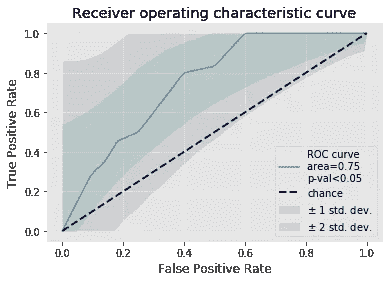 Receiver operating characteristic curve
True Positive Rate
1.0
0.8
0.6
0.4
0.2
0.0
ROC curve
area=0.75
p-val<0.05
chance
± 1 std. dev.
± 2 std. dev.
0.0 0.2 0.4 0.6 0.8 1.0
False Positive Rate